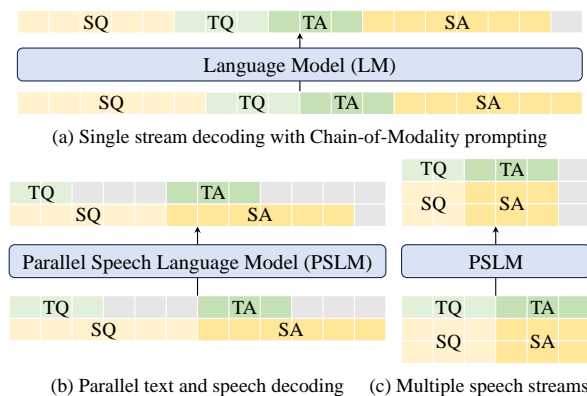 SQ TQ TA SA
Language Model (LM)
SQ TQ TA SA
(a) Single stream decoding with Chain-of-Modality prompting
TQ TA
SQ SA
Parallel Speech Language Model (PSLM)
TQ TA
SQ SA
(b) Parallel text and speech decoding
TQ TA
SQ SA
PSLM
TQ TA
SQ SA
(c) Multiple speech streams